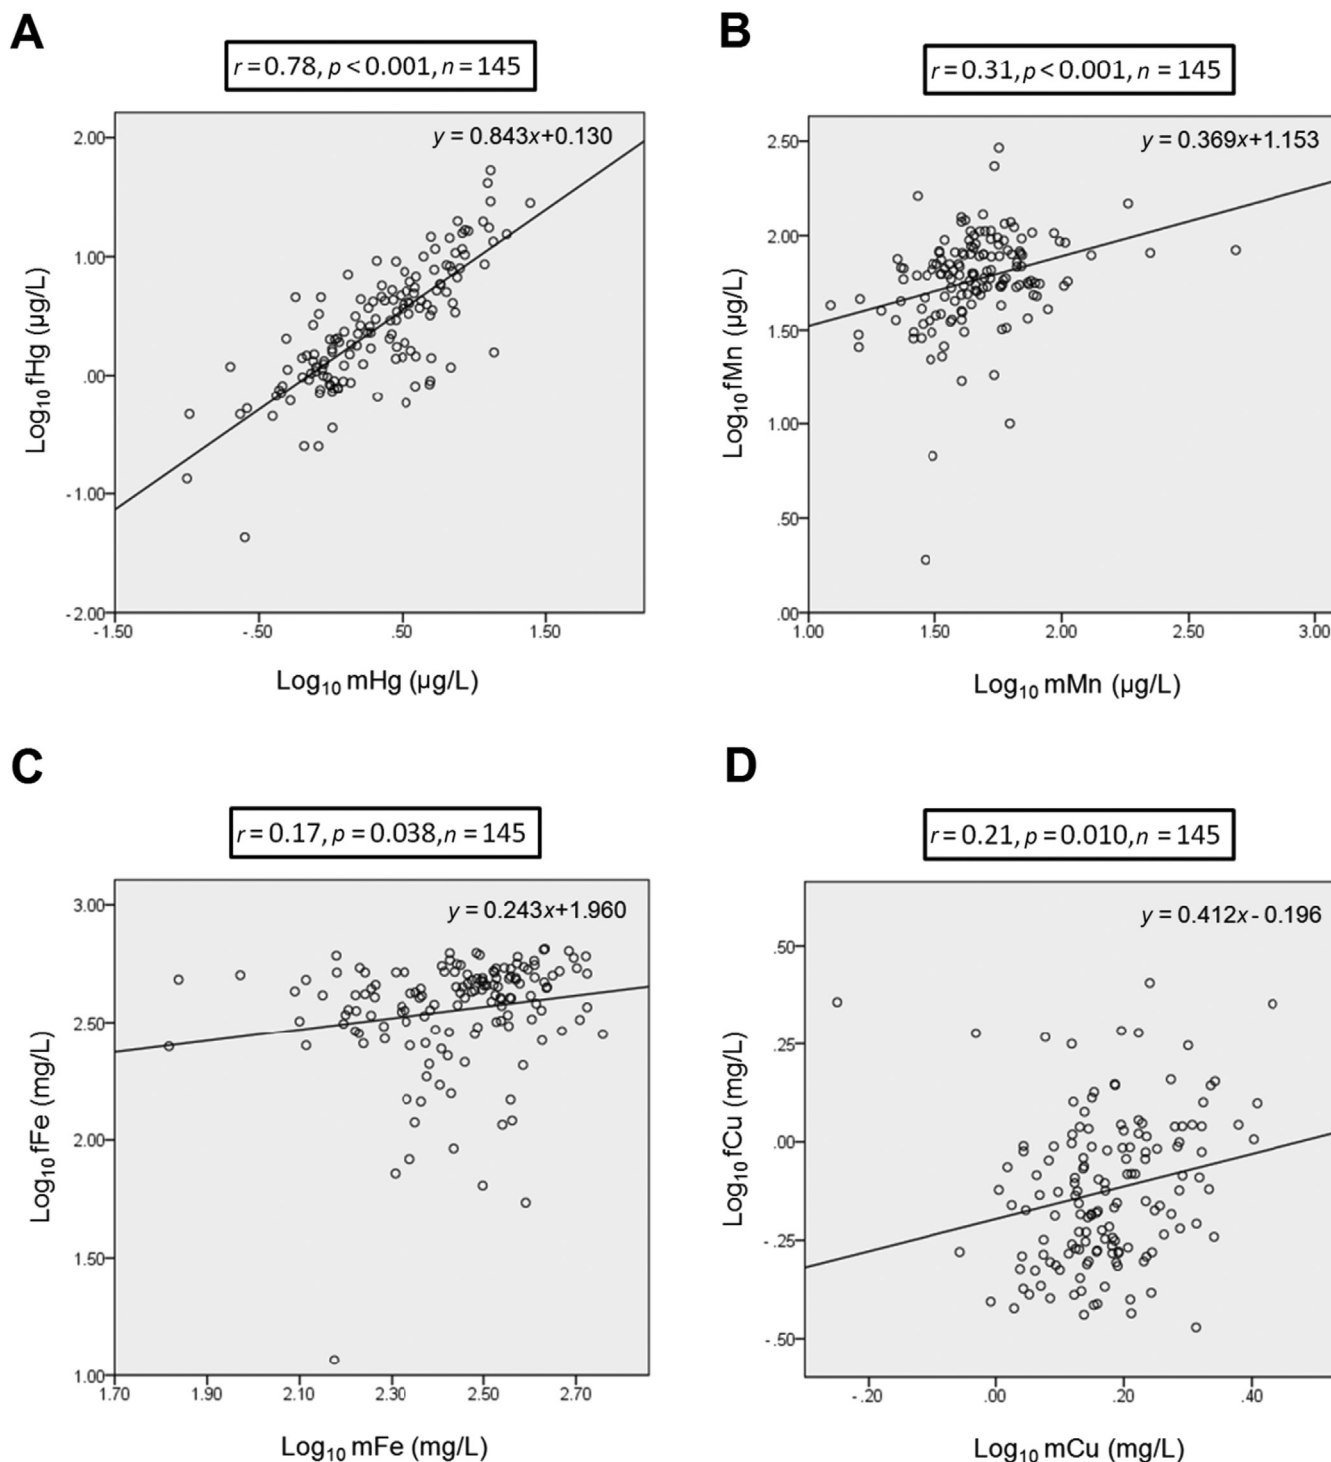 A
r = 0.78, p < 0.001, n = 145
y = 0.843x+0.130
2.00
1.00
.00
-1.00
-2.00
-1.50
-.50
.50
1.50
Log₁₀ fHg (µg/L)
Log₁₀ mHg (µg/L)
B
r = 0.31, p < 0.001, n = 145
y = 0.369x+1.153
2.50
2.00
1.50
1.00
.50
.00
1.00
1.50
2.00
2.50
3.00
Log₁₀ fMn (µg/L)
Log₁₀ mMn (µg/L)
C
r = 0.17, p = 0.038, n = 145
y = 0.243x+1.960
3.00
2.50
2.00
1.50
1.00
1.70
1.90
2.10
2.30
2.50
2.70
Log₁₀ fFe (mg/L)
Log₁₀ mFe (mg/L)
D
r = 0.21, p = 0.010, n = 145
y = 0.412x - 0.196
.50
.25
.00
-.25
-.50
-.20
.00
.20
.40
Log₁₀ fCu (mg/L)
Log₁₀ mCu (mg/L)